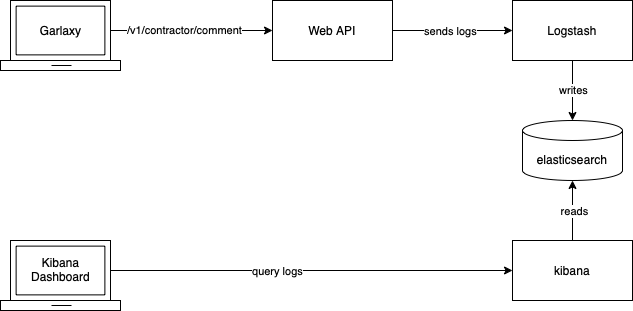 Garlaxy
/v1/contractor/comment
Web API
sends logs
Logstash
writes
elasticsearch
reads
Kibana
Dashboard
query logs
kibana